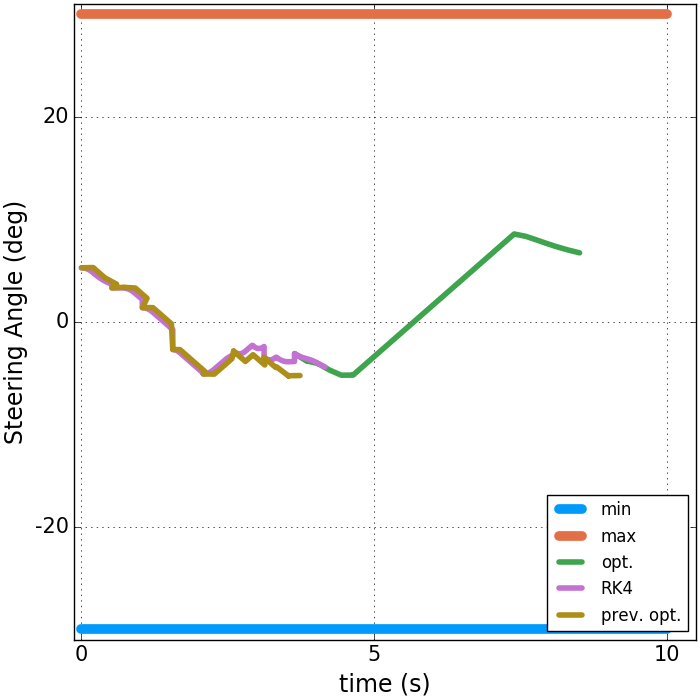 20
0
-20
Steering Angle (deg)
0
5
10
time (s)
min
max
opt.
RK4
prev. opt.